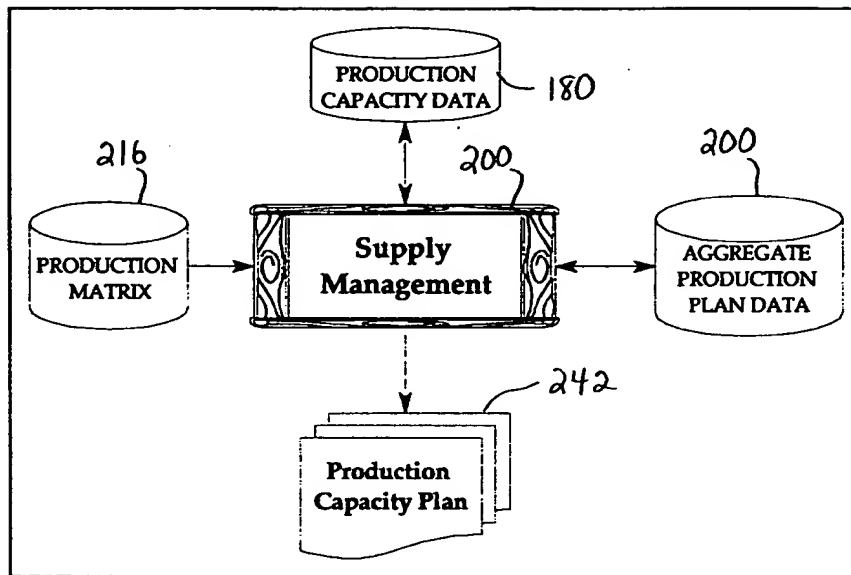 PRODUCTION
CAPACITY DATA
180
216
200
200
PRODUCTION
MATRIX
Supply
Management
AGGREGATE
PRODUCTION
PLAN DATA
242
Production
Capacity Plan